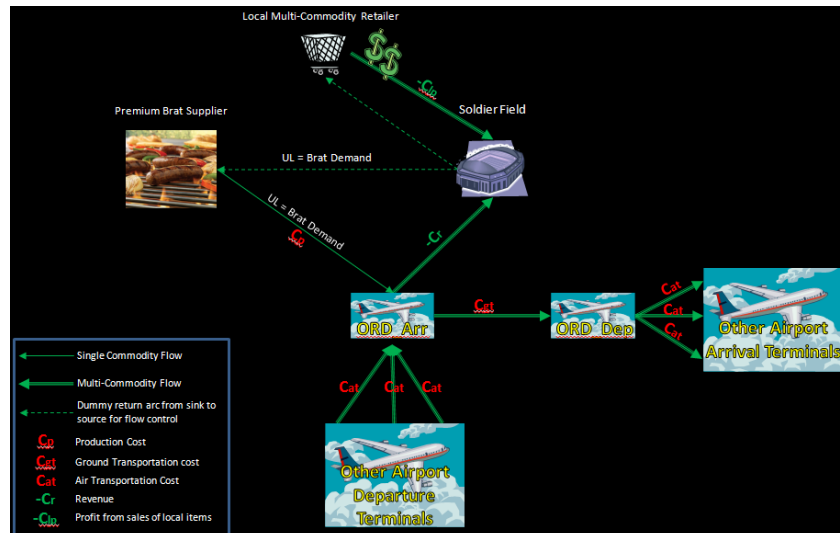 Local Multi-Commodity Retailer
-Clp
Premium Brat Supplier
Soldier Field
UL = Brat Demand
UL = Brat Demand
Cp
-Cr
ORD Arr
Cgt
ORD Dep
Cat
Cat
Cat
Other Airport
Arrival Terminals
Cat
Cat
Cat
Other Airport
Departure
Terminals
Single Commodity Flow
Multi-Commodity Flow
Dummy return arc from sink to
source for flow control
Cp Production Cost
Cgt Ground Transportation cost
Cat Air Transportation Cost
-Cr Revenue
-Clp Profit from sales of local items